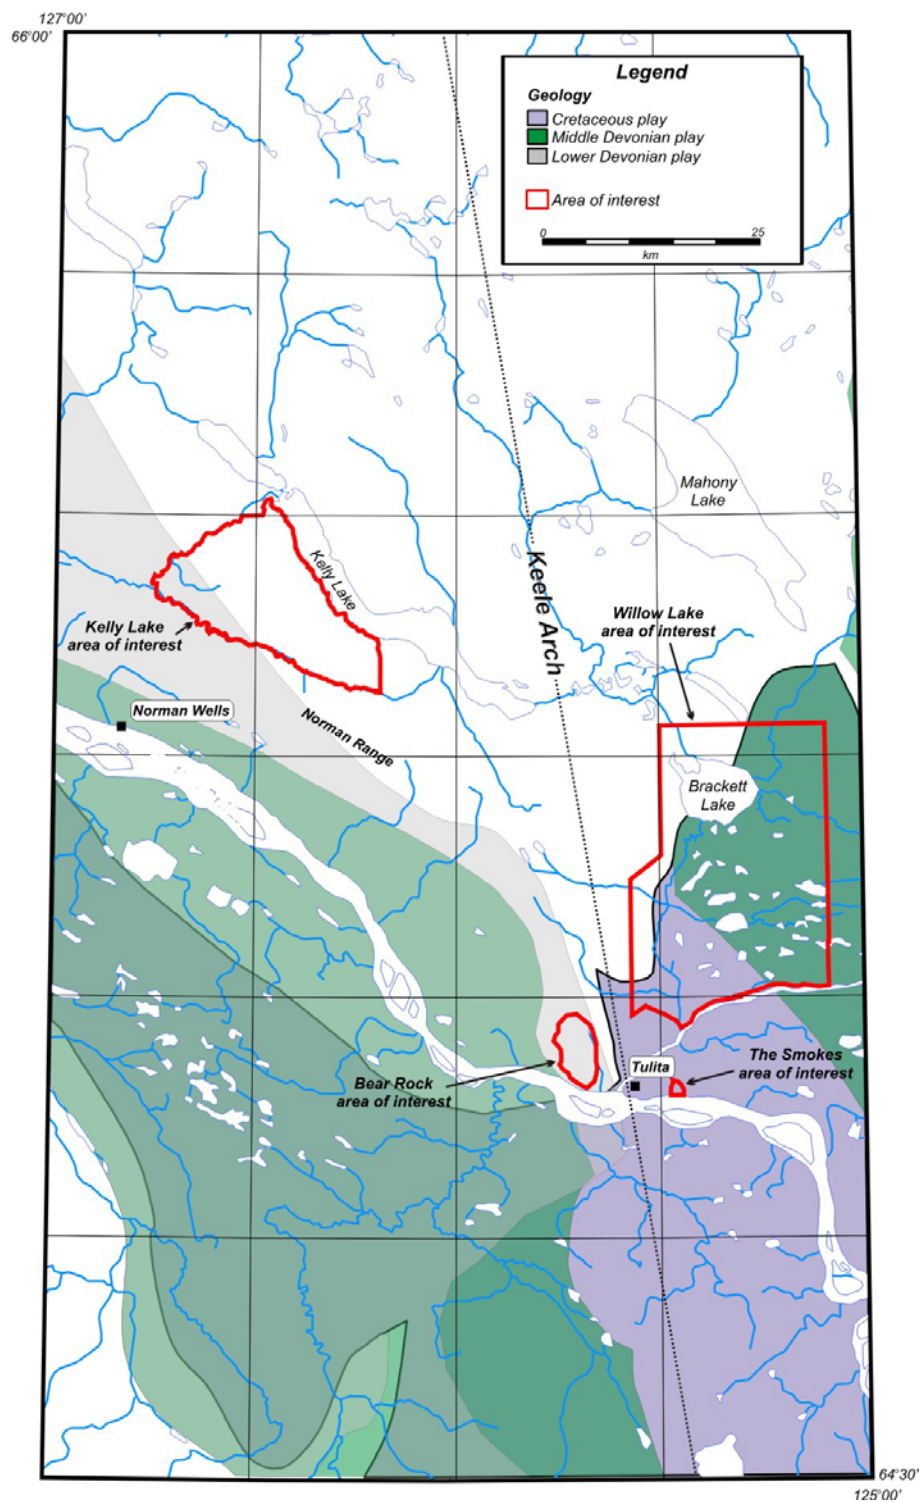 127°00'
66°00'
Legend
Geology
Cretaceous play
Middle Devonian play
Lower Devonian play
Area of interest
0 25
km
Mahony
Lake
Kelly Lake
Keele Arch
Willow Lake
area of interest
Kelly Lake
area of interest
Norman Wells
Norman Range
Brackett
Lake
Tulita
The Smokes
area of interest
Bear Rock
area of interest
64°30'
125°00'